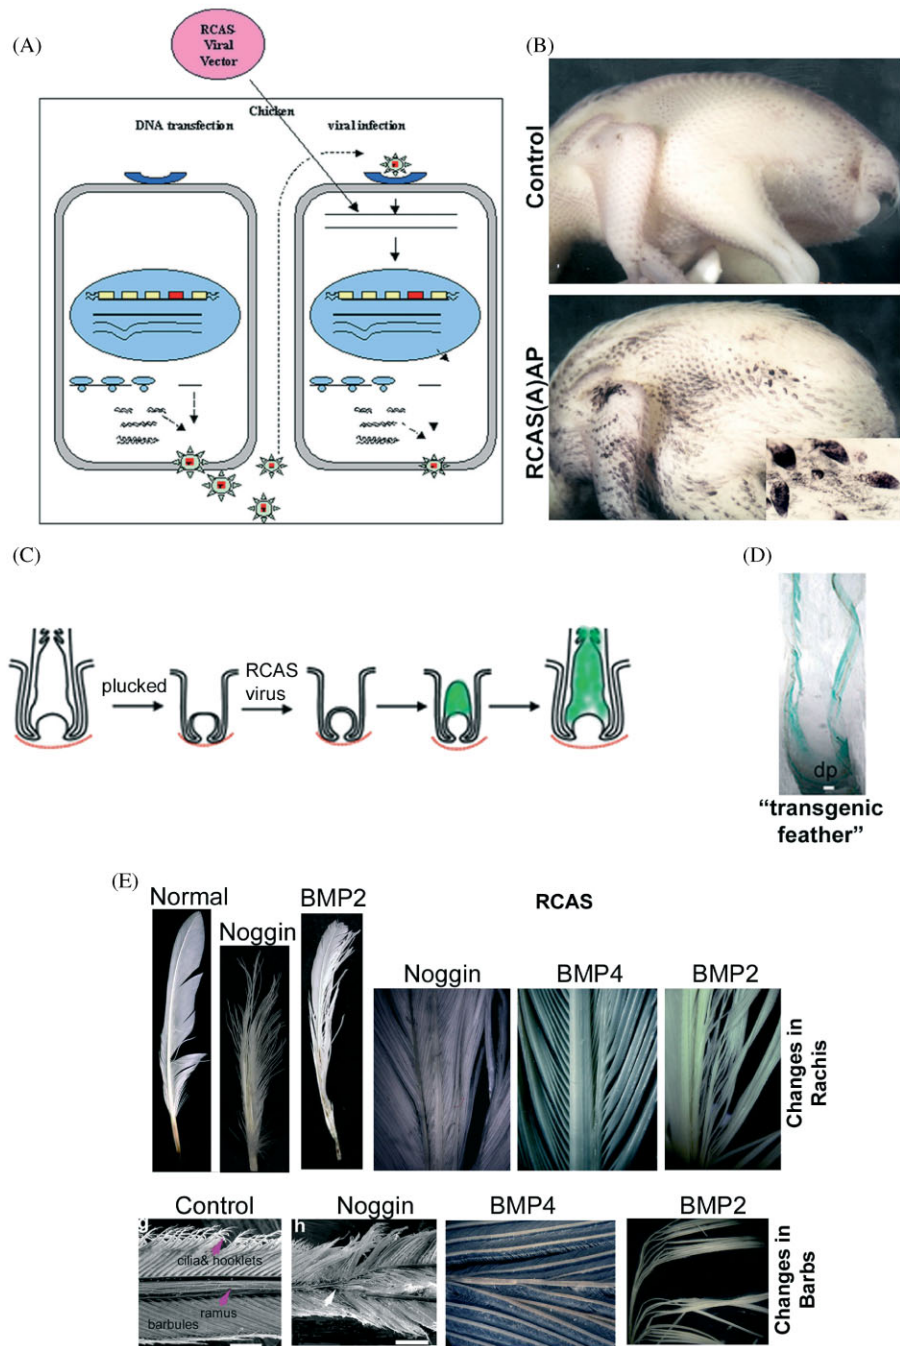 (A)
RCAS-
Viral
Vector
Chicken
DNA transfection
viral infection
(B)
Control
RCAS(A)AP
(C)
plucked
RCAS
virus
(D)
dp
“transgenic
feather”
(E)
Normal
Noggin
BMP2
RCAS
Noggin
BMP4
BMP2
Changes in
Rachis
Control
Noggin
BMP4
BMP2
g
cilia& hooklets
ramus
barbules
h
Changes in
Barbs